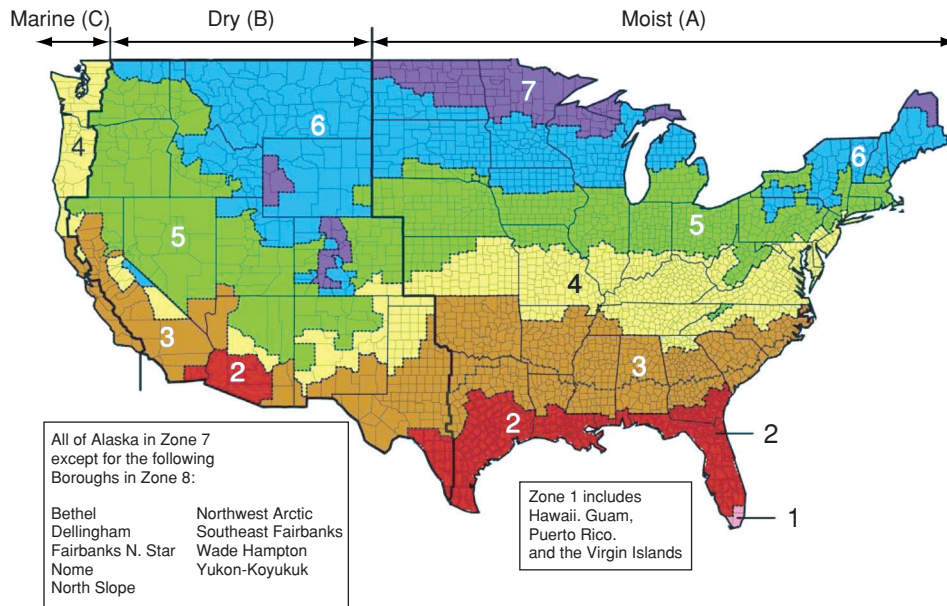 Marine (C) Dry (B) Moist (A)
7
6
4
6
5
5
4
3
3
2
2
2
1
All of Alaska in Zone 7
except for the following
Boroughs in Zone 8:
Bethel Northwest Arctic
Dellingham Southeast Fairbanks
Fairbanks N. Star Wade Hampton
Nome Yukon-Koyukuk
North Slope
Zone 1 includes
Hawaii. Guam,
Puerto Rico.
and the Virgin Islands